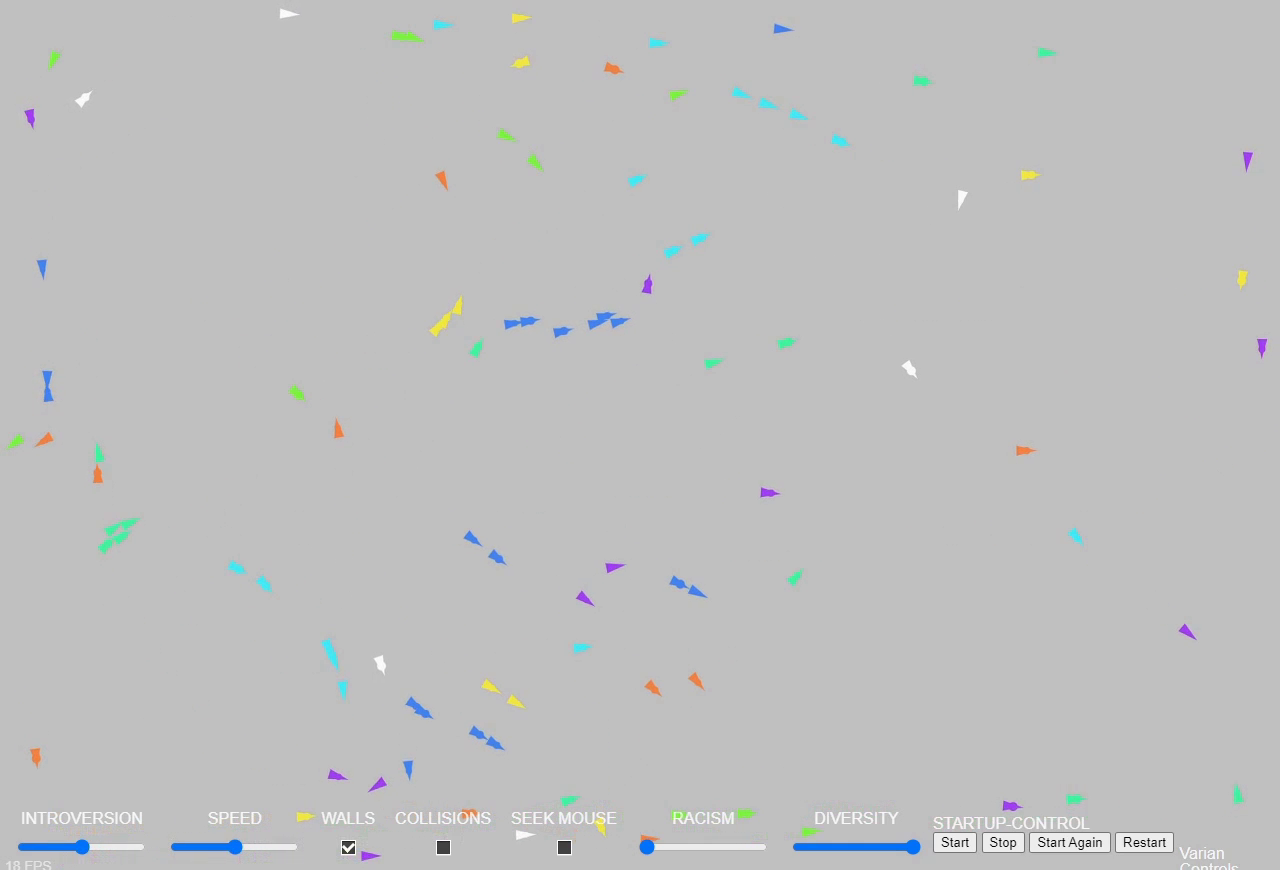 INTROVERSION SPEED WALLS COLLISIONS SEEK MOUSE RACISM DIVERSITY STARTUP-CONTROL
Start Stop Start Again Restart
18 FPS
Varian
Controls